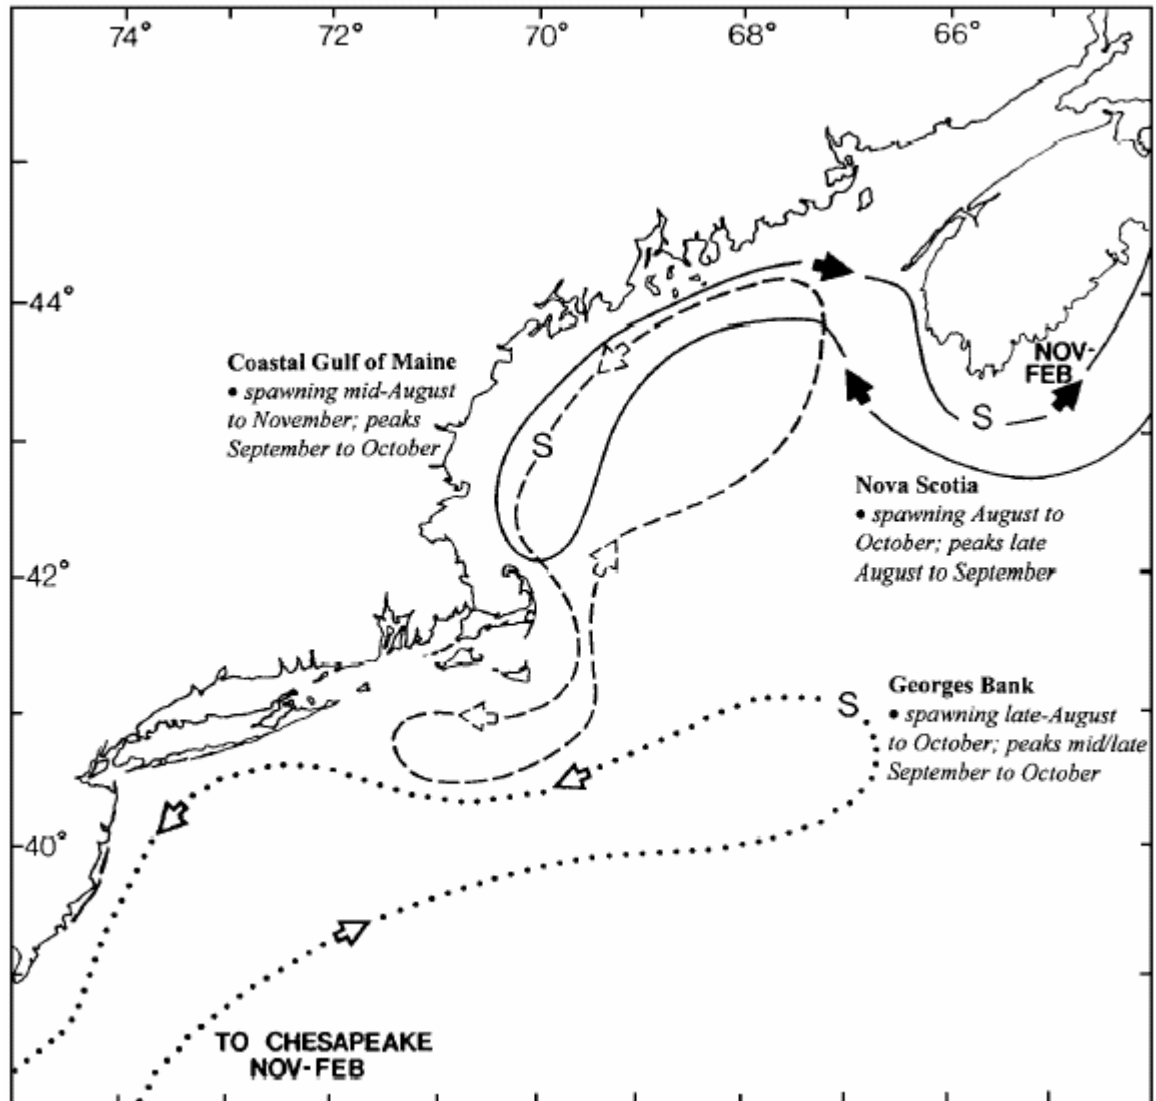 74° 72° 70° 68° 66°
44°
Coastal Gulf of Maine
• spawning mid-August
to November; peaks
September to October
NOV-
FEB
S
S
Nova Scotia
• spawning August to
October; peaks late
August to September
42°
Georges Bank
• spawning late-August
to October; peaks mid/late
September to October
S
40°
TO CHESAPEAKE
NOV-FEB